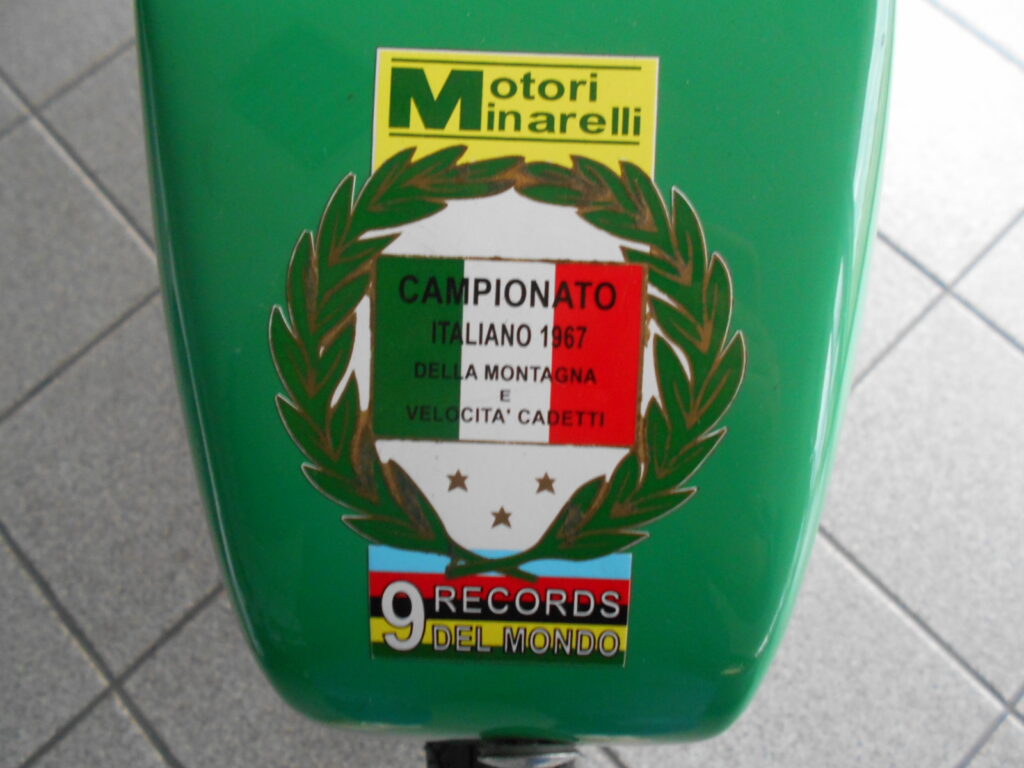 Motori
Minarelli
CAMPIONATO
ITALIANO 1967
DELLA MONTAGNA
E
VELOCITA' CADETTI
9 RECORDS
DEL MONDO